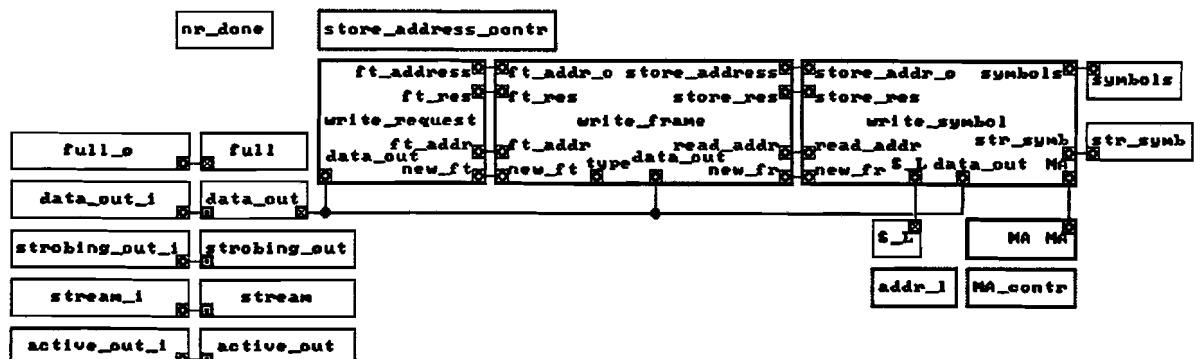 nr_done store_address_contr
ft_address ft_addr_o store_address store_addr_o symbols symbols
ft_res ft_res store_res store_res
write_request write_frame write_symbol
full_o full ft_addr ft_addr read_addr read_addr str_symb str_symb
data_out new_ft new_ft type data_out new_fr new_fr S_L data_out MA
data_out_i data_out
strobing_out_i strobing_out S_L MA MA
stream_i stream addr_l MA_contr
active_out_i active_out